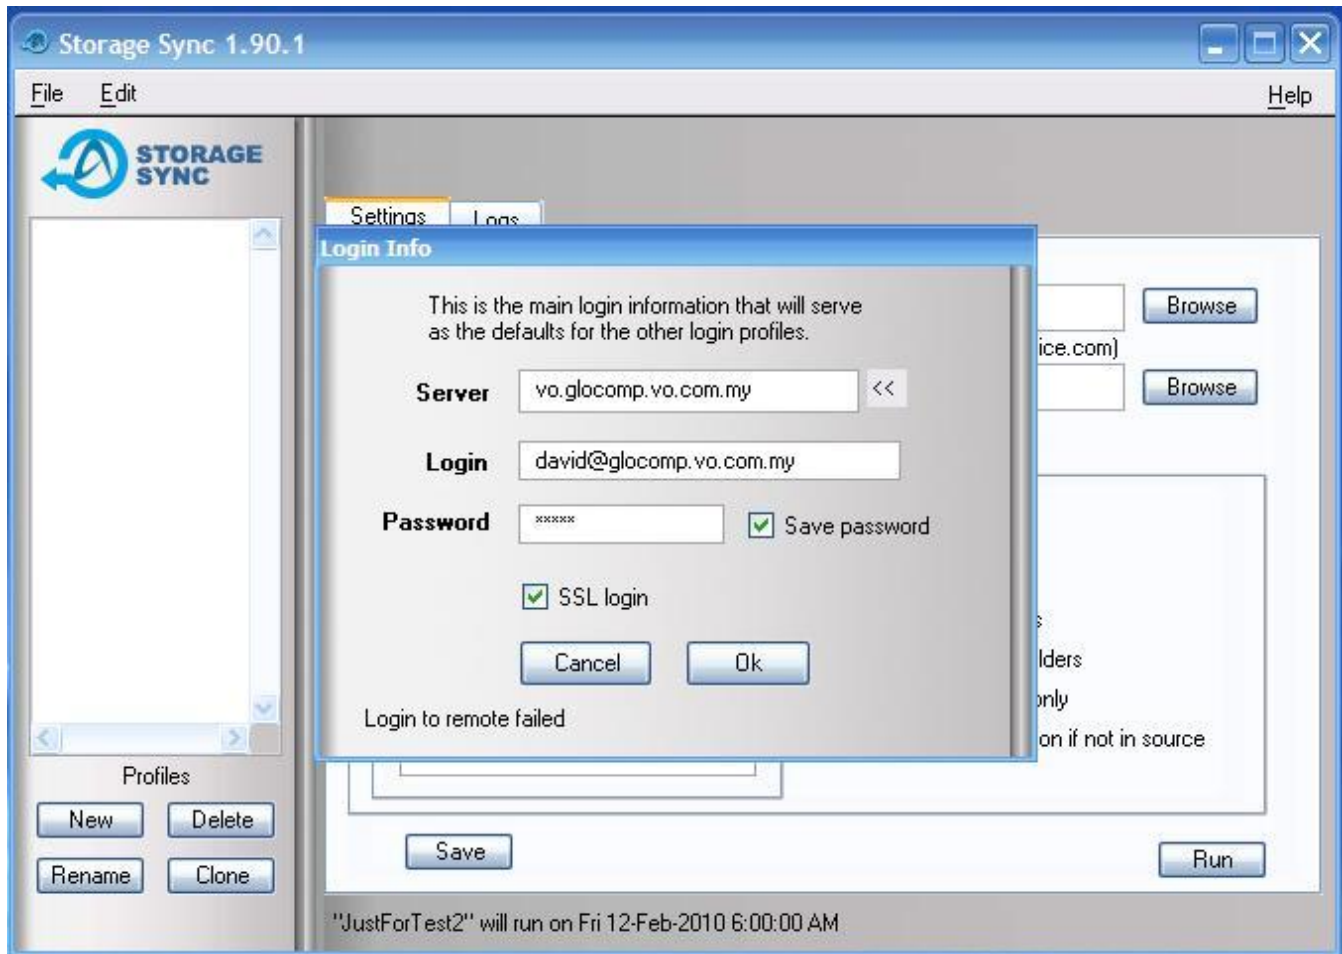 Storage Sync 1.90.1
File Edit Help
STORAGE
SYNC
Settings Logs
Login Info
This is the main login information that will serve
as the defaults for the other login profiles.
Browse
ice.com)
Server vo.glocomp.vo.com.my <<
Browse
Login david@glocomp.vo.com.my
Password xxxxx Save password
SSL login
Cancel Ok
lders
only
Login to remote failed
on if not in source
Profiles
New Delete
Save
Run
Rename Clone
"JustForTest2" will run on Fri 12-Feb-2010 6:00:00 AM